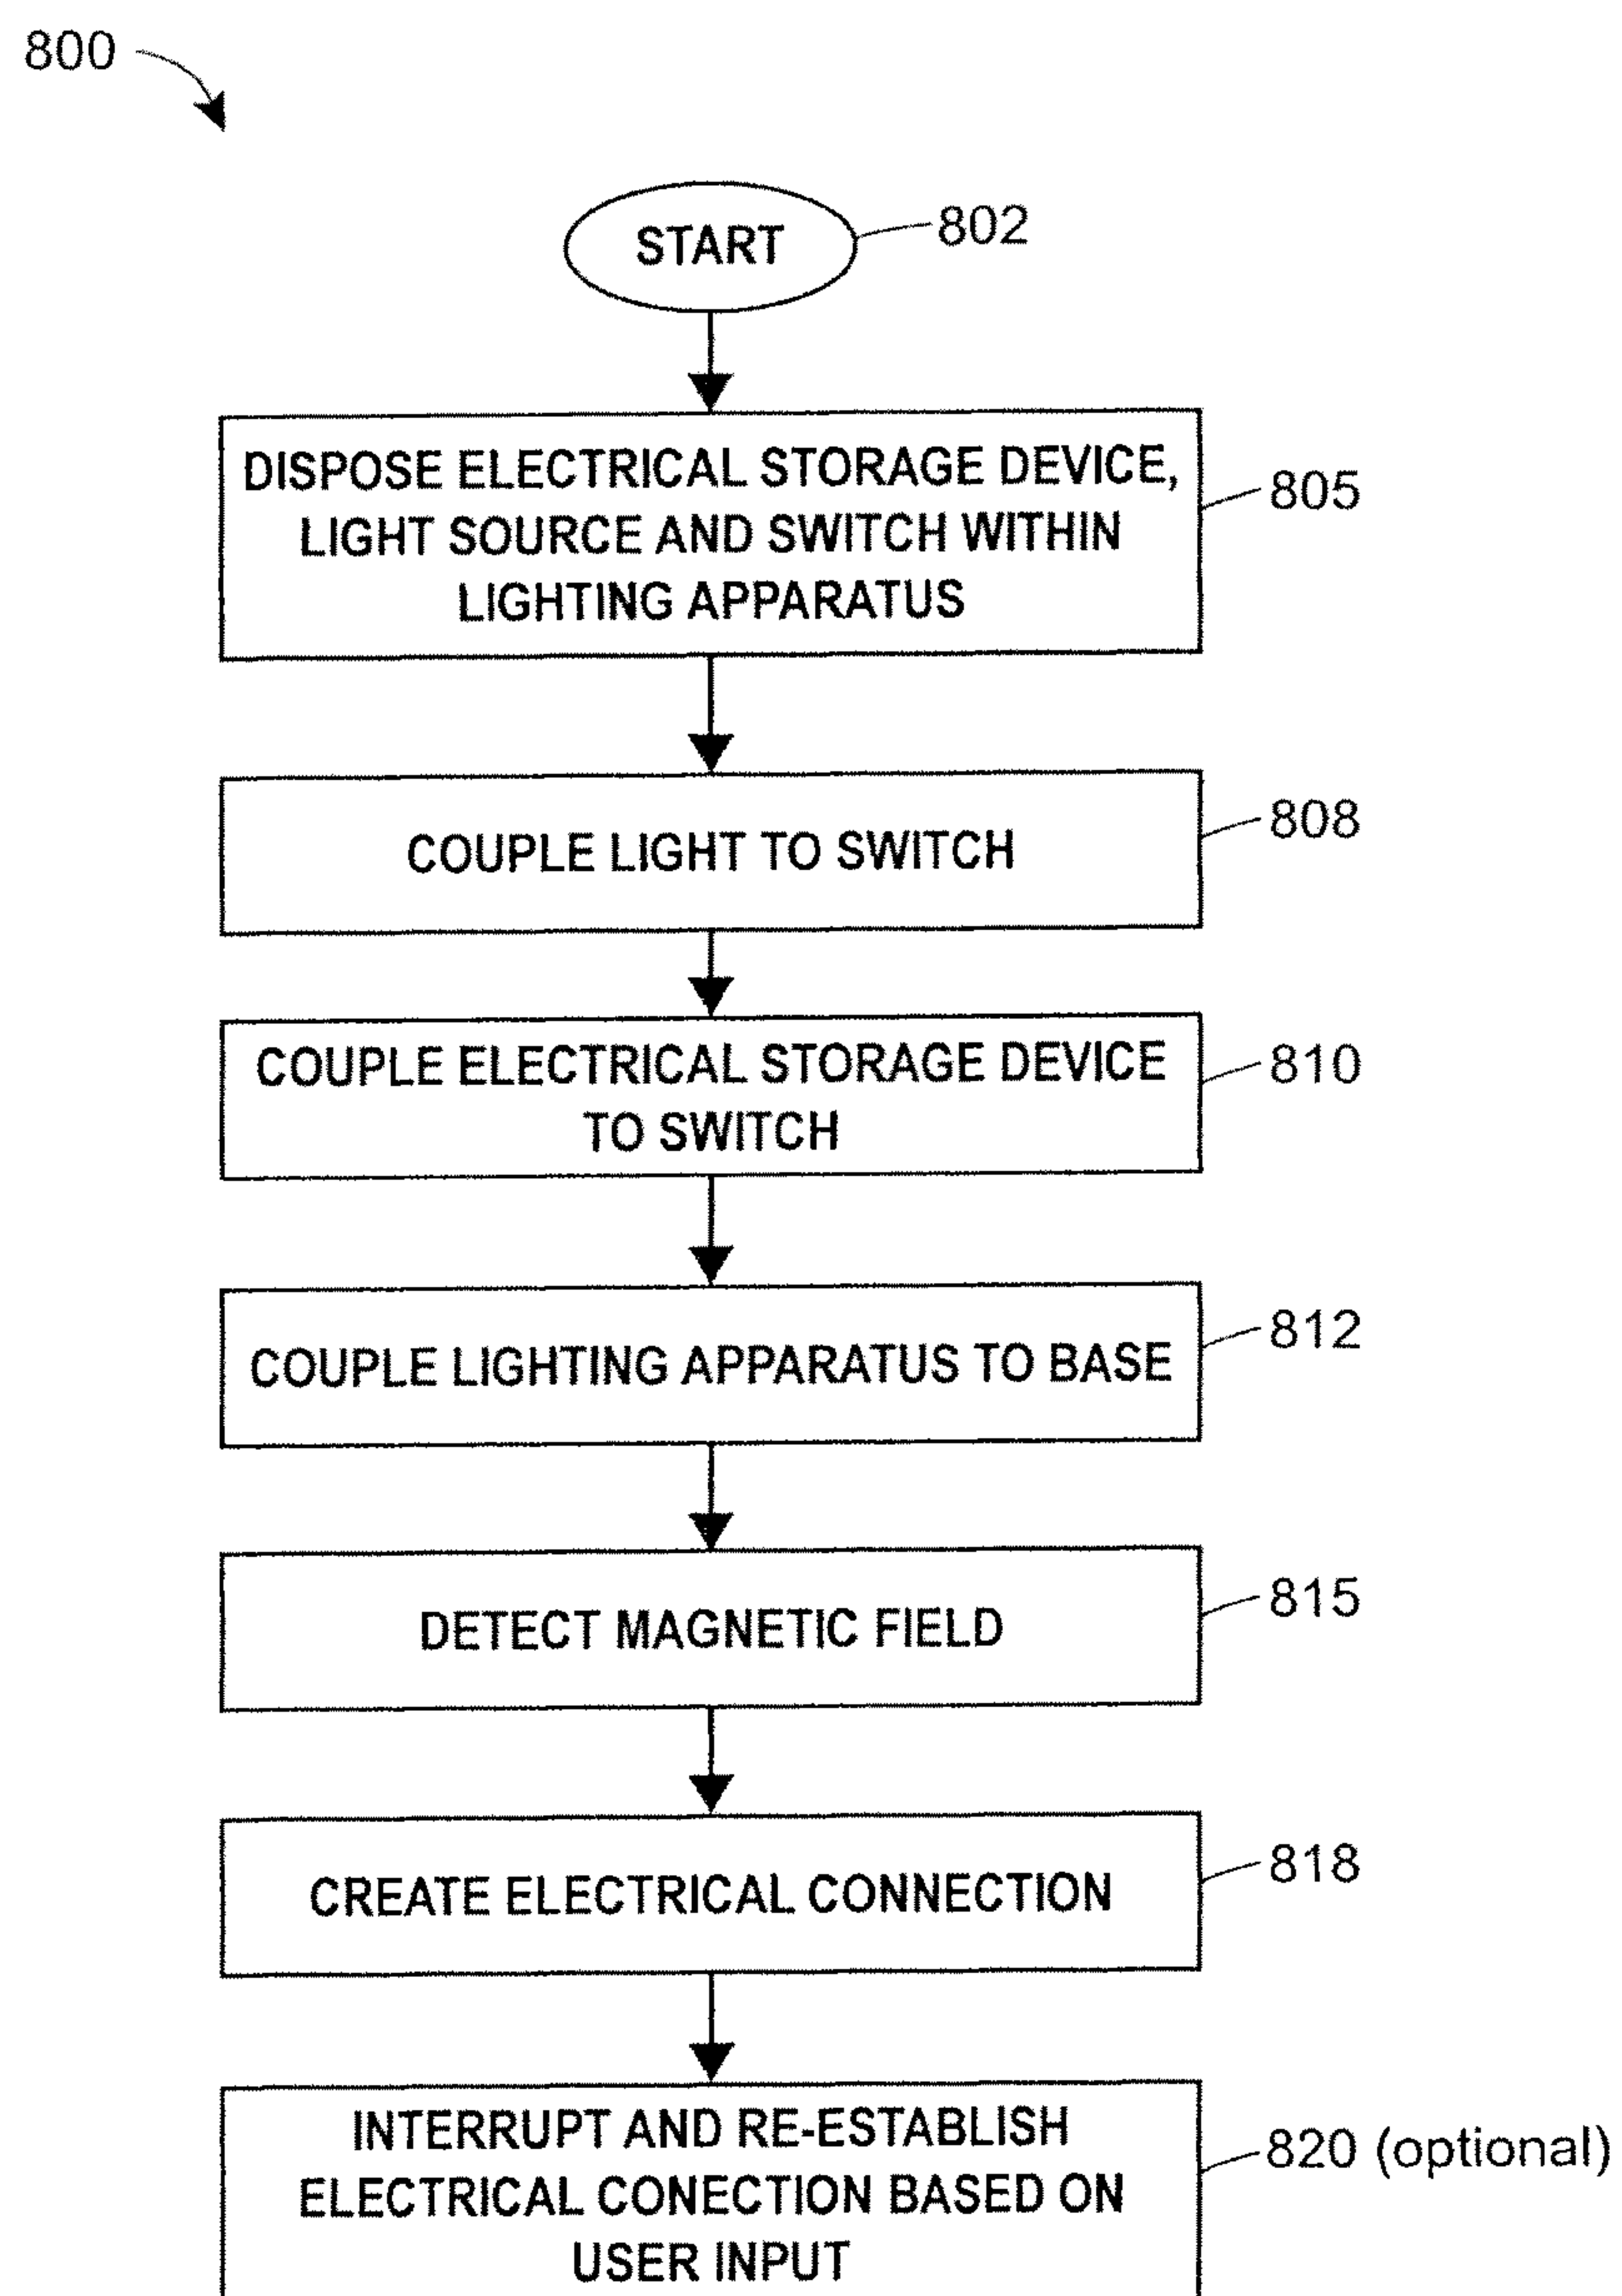 800
START
802
DISPOSE ELECTRICAL STORAGE DEVICE,
LIGHT SOURCE AND SWITCH WITHIN
LIGHTING APPARATUS
805
COUPLE LIGHT TO SWITCH
808
COUPLE ELECTRICAL STORAGE DEVICE
TO SWITCH
810
COUPLE LIGHTING APPARATUS TO BASE
812
DETECT MAGNETIC FIELD
815
CREATE ELECTRICAL CONNECTION
818
INTERRUPT AND RE-ESTABLISH
ELECTRICAL CONECTION BASED ON
USER INPUT
820 (optional)